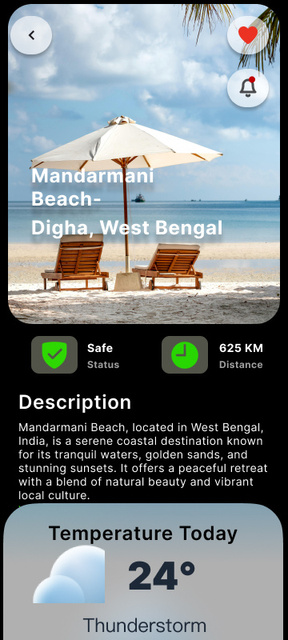 Mandarmani
Beach-
Digha, West Bengal
Safe
Status
625 KM
Distance
Description
Mandarmani Beach, located in West Bengal,
India, is a serene coastal destination known
for its tranquil waters, golden sands, and
stunning sunsets. It offers a peaceful retreat
with a blend of natural beauty and vibrant
local culture.
Temperature Today
24°
Thunderstorm